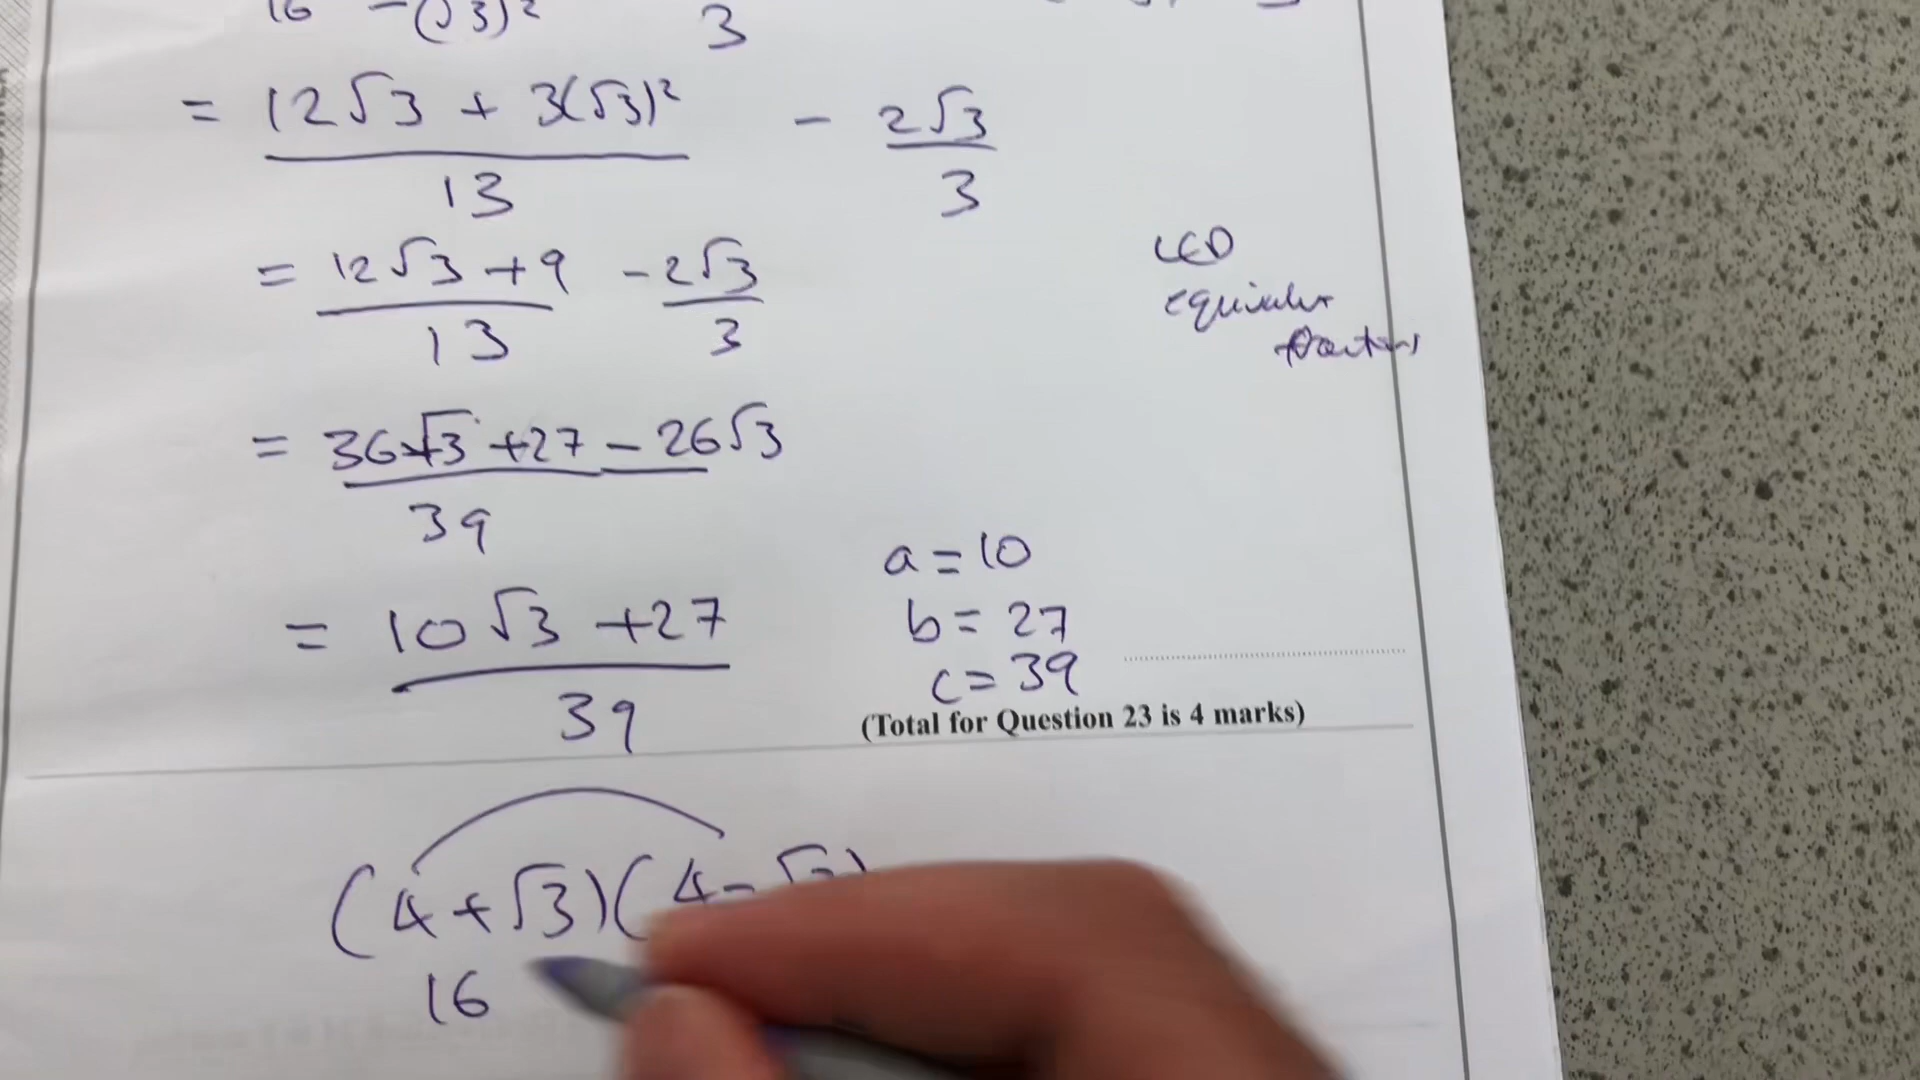 16 - (√3)² 3
= 12√3 + 3(√3)² - 2√3
13 3
LCD
= 12√3 + 9 - 2√3
13 3
equivalent
fractions
= 36√3 + 27 - 26√3
39
a = 10
= 10√3 + 27
39
b = 27
c = 39
(Total for Question 23 is 4 marks)
(4 + √3)(4 - √3)
16